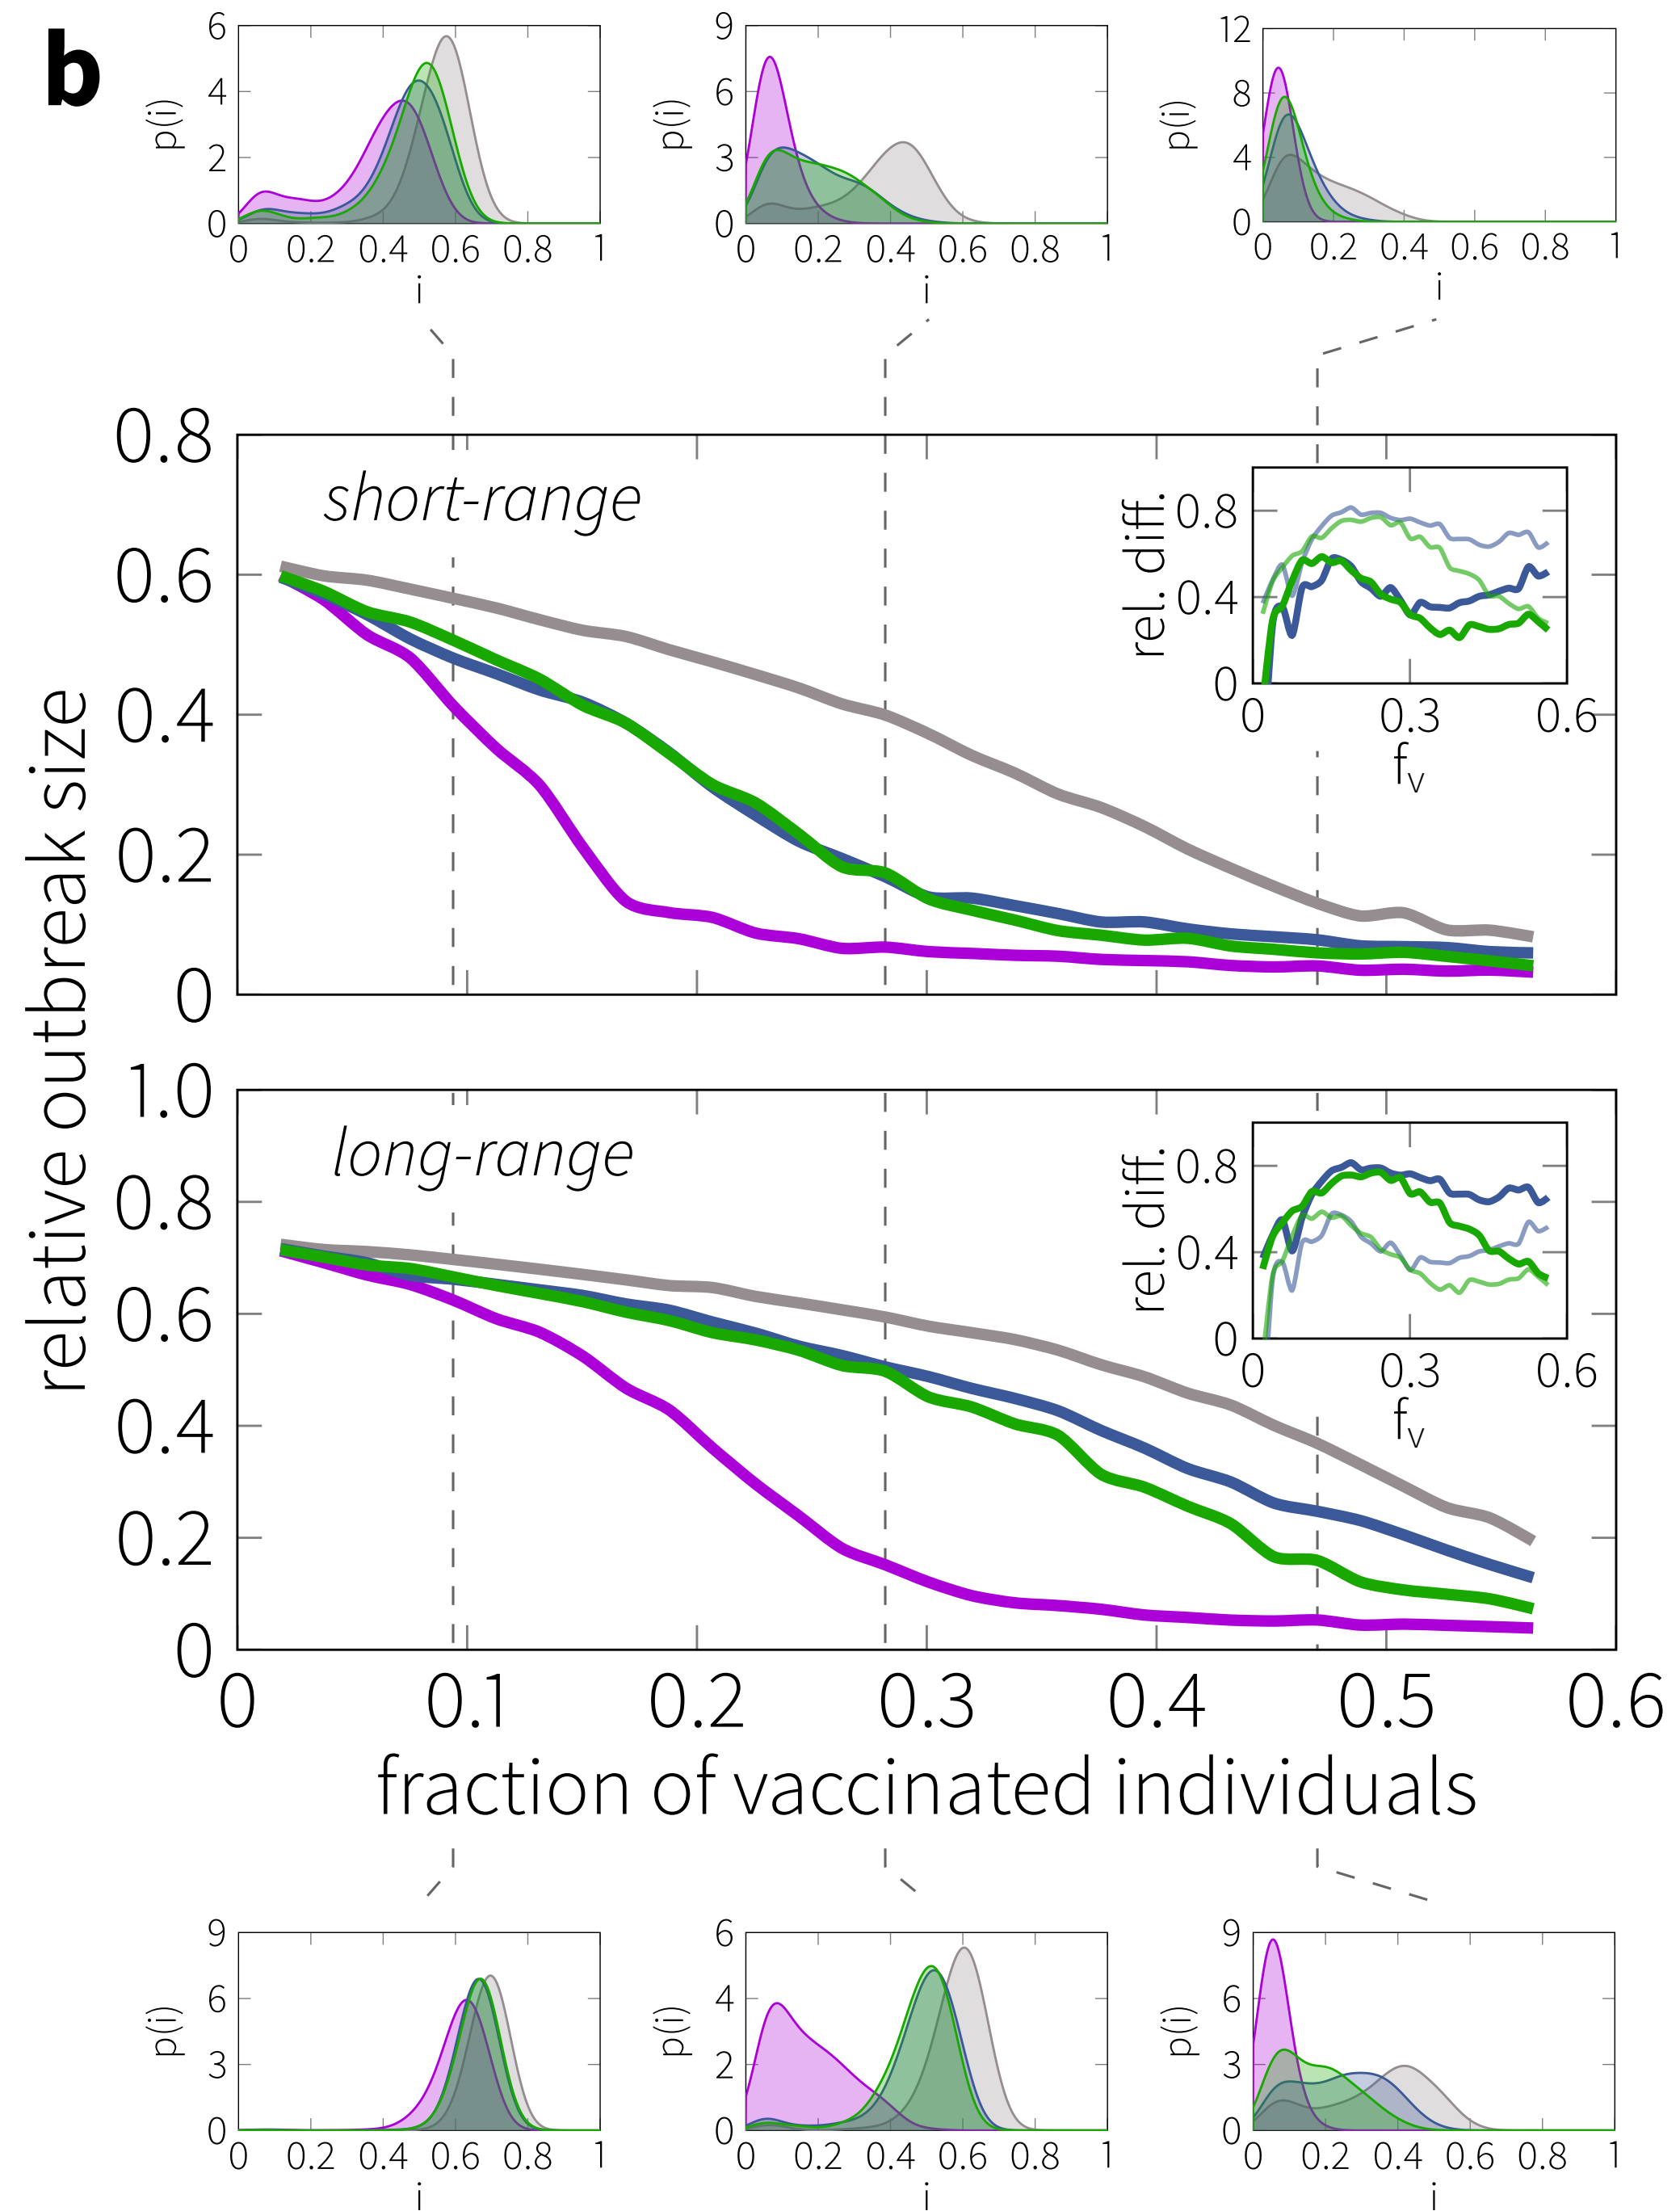 b
6
4
2
0
p(i)
0 0.2 0.4 0.6 0.8 1
i
9
6
3
0
p(i)
0 0.2 0.4 0.6 0.8 1
i
12
8
4
0
p(i)
0 0.2 0.4 0.6 0.8 1
i
relative outbreak size
0.8
0.6
0.4
0.2
0
short-range
rel. diff.
0.8
0.4
0
0 0.3 0.6
fv
1.0
0.8
0.6
0.4
0.2
0
long-range
rel. diff.
0.8
0.4
0
0 0.3 0.6
fv
0 0.1 0.2 0.3 0.4 0.5 0.6
fraction of vaccinated individuals
9
6
3
0
p(i)
0 0.2 0.4 0.6 0.8 1
i
6
4
2
0
p(i)
0 0.2 0.4 0.6 0.8 1
i
9
6
3
0
p(i)
0 0.2 0.4 0.6 0.8 1
i